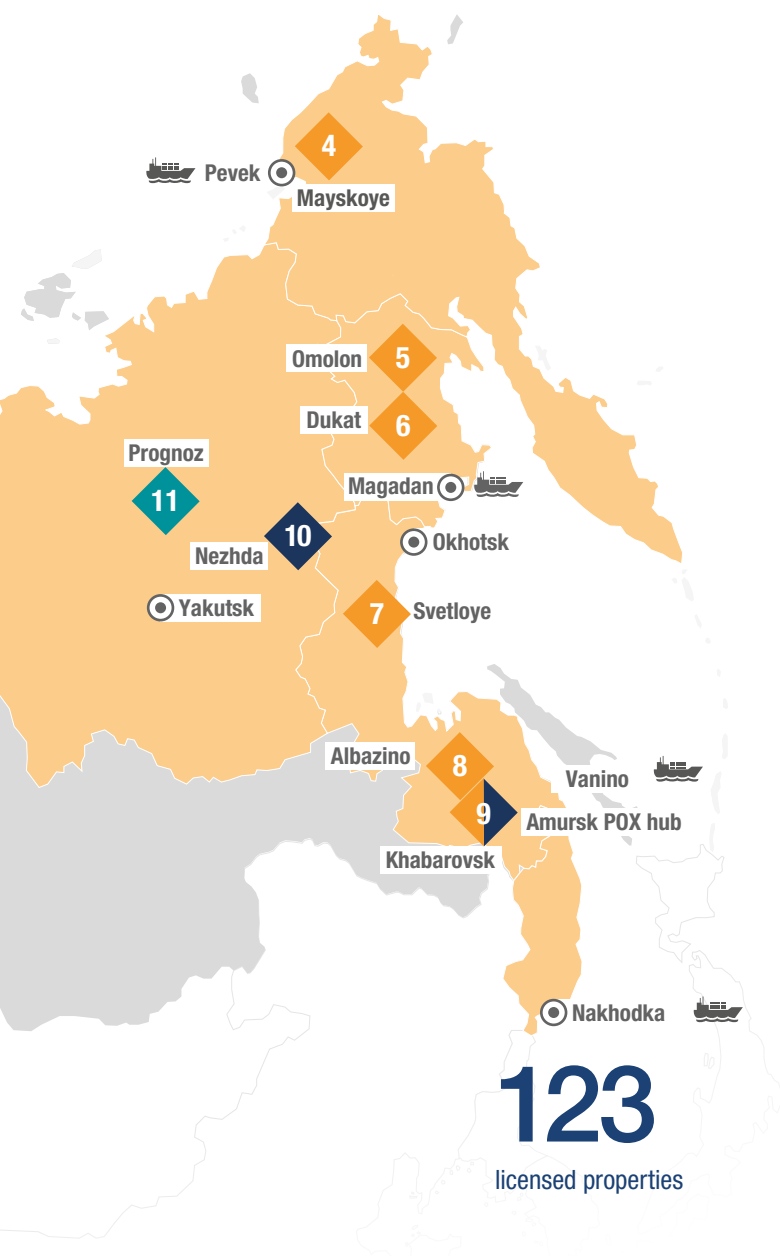 4
Pevek
Mayskoye
Omolon
5
Dukat
6
Prognoz
11
Magadan
10
Nezhda
Okhotsk
Yakutsk
7
Svetloye
Albazino
8
Vanino
9
Amursk POX hub
Khabarovsk
Nakhodka
123
licensed properties